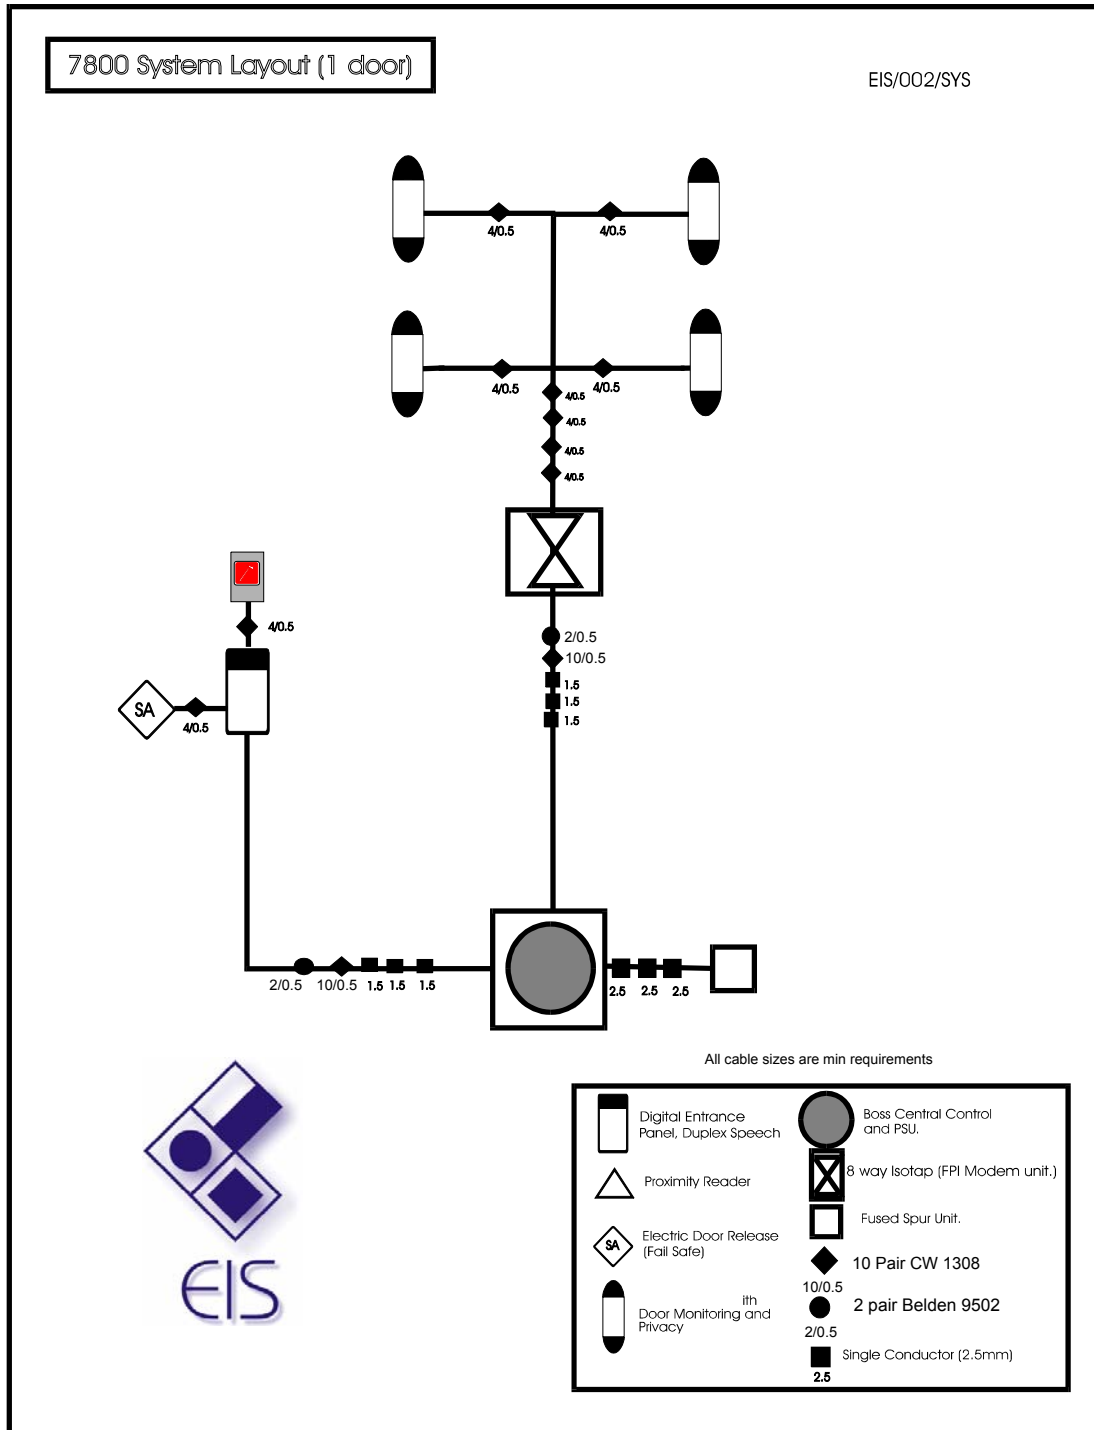 7800 System Layout (1 door)
EIS/002/SYS
4/0.5
4/0.5
4/0.5
4/0.5
4/0.5
4/0.5
4/0.5
4/0.5
4/0.5
2/0.5
10/0.5
1.5
1.5
1.5
SA
4/0.5
2/0.5
10/0.5
1.5
1.5
1.5
2.5
2.5
2.5
All cable sizes are min requirements
Digital Entrance
Panel, Duplex Speech
Proximity Reader
SA
Electric Door Release
(Fail Safe)
ith
Door Monitoring and
Privacy
Boss Central Control
and PSU.
8 way Isotap (FPI Modem unit.)
Fused Spur Unit.
10 Pair CW 1308
10/0.5
2 pair Belden 9502
2/0.5
Single Conductor (2.5mm)
2.5
EIS